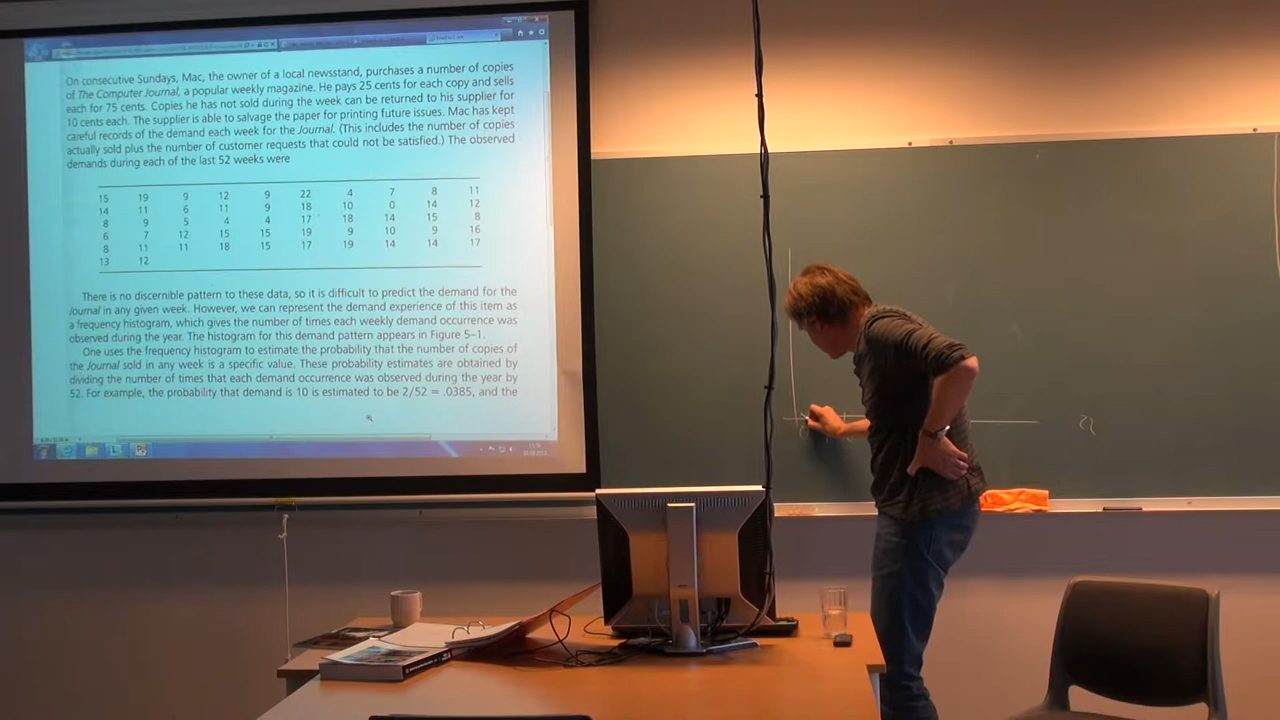 On consecutive Sundays, Mac, the owner of a local newsstand, purchases a number of copies
of The Computer Journal, a popular weekly magazine. He pays 25 cents for each copy and sells
each for 75 cents. Copies he has not sold during the week can be returned to his supplier for
10 cents each. The supplier is able to salvage the paper for printing future issues. Mac has kept
careful records of the demand each week for the Journal. (This includes the number of copies
actually sold plus the number of customer requests that could not be satisfied.) The observed
demands during each of the last 52 weeks were
15 19 9 12 9 22 4 7 8 11
14 11 6 11 9 18 10 0 14 12
8 9 5 4 4 17 18 14 15 8
6 7 12 15 15 19 9 10 9 16
8 11 11 18 15 17 19 14 14 17
13 12
There is no discernible pattern to these data, so it is difficult to predict the demand for the
Journal in any given week. However, we can represent the demand experience of this item as
a frequency histogram, which gives the number of times each weekly demand occurrence was
observed during the year. The histogram for this demand pattern appears in Figure 5–1.
One uses the frequency histogram to estimate the probability that the number of copies of
the Journal sold in any week is a specific value. These probability estimates are obtained by
dividing the number of times that each demand occurrence was observed during the year by
52. For example, the probability that demand is 10 is estimated to be 2/52 = .0385, and the
22